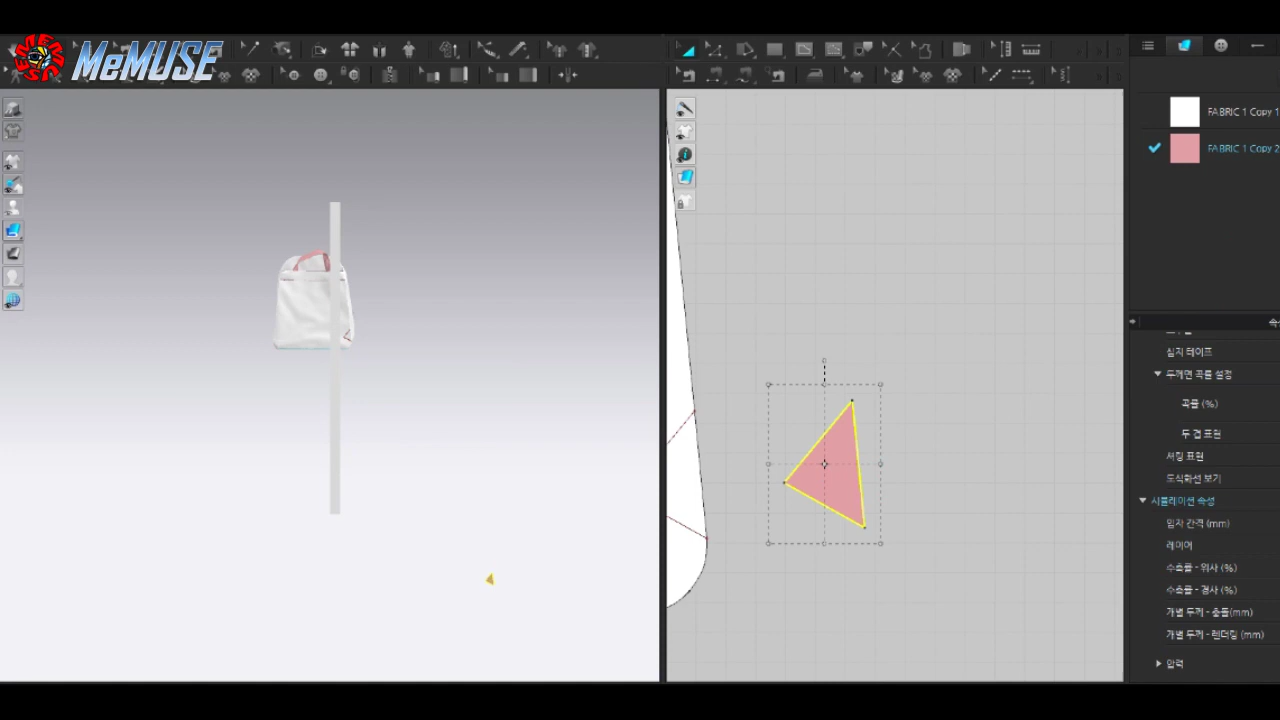 MeMUSE
FABRIC 1 Copy 1
FABRIC 1 Copy 2
심지 테이프
두께면 곡률 설정
곡률 (%)
두 겹 표현
셔링 표현
도식화선 보기
시뮬레이션 속성
입자 간격 (mm)
레이어
수축률 - 위사 (%)
수축률 - 경사 (%)
개별 두께 - 충돌(mm)
개별 두께 - 렌더링 (mm)
압력